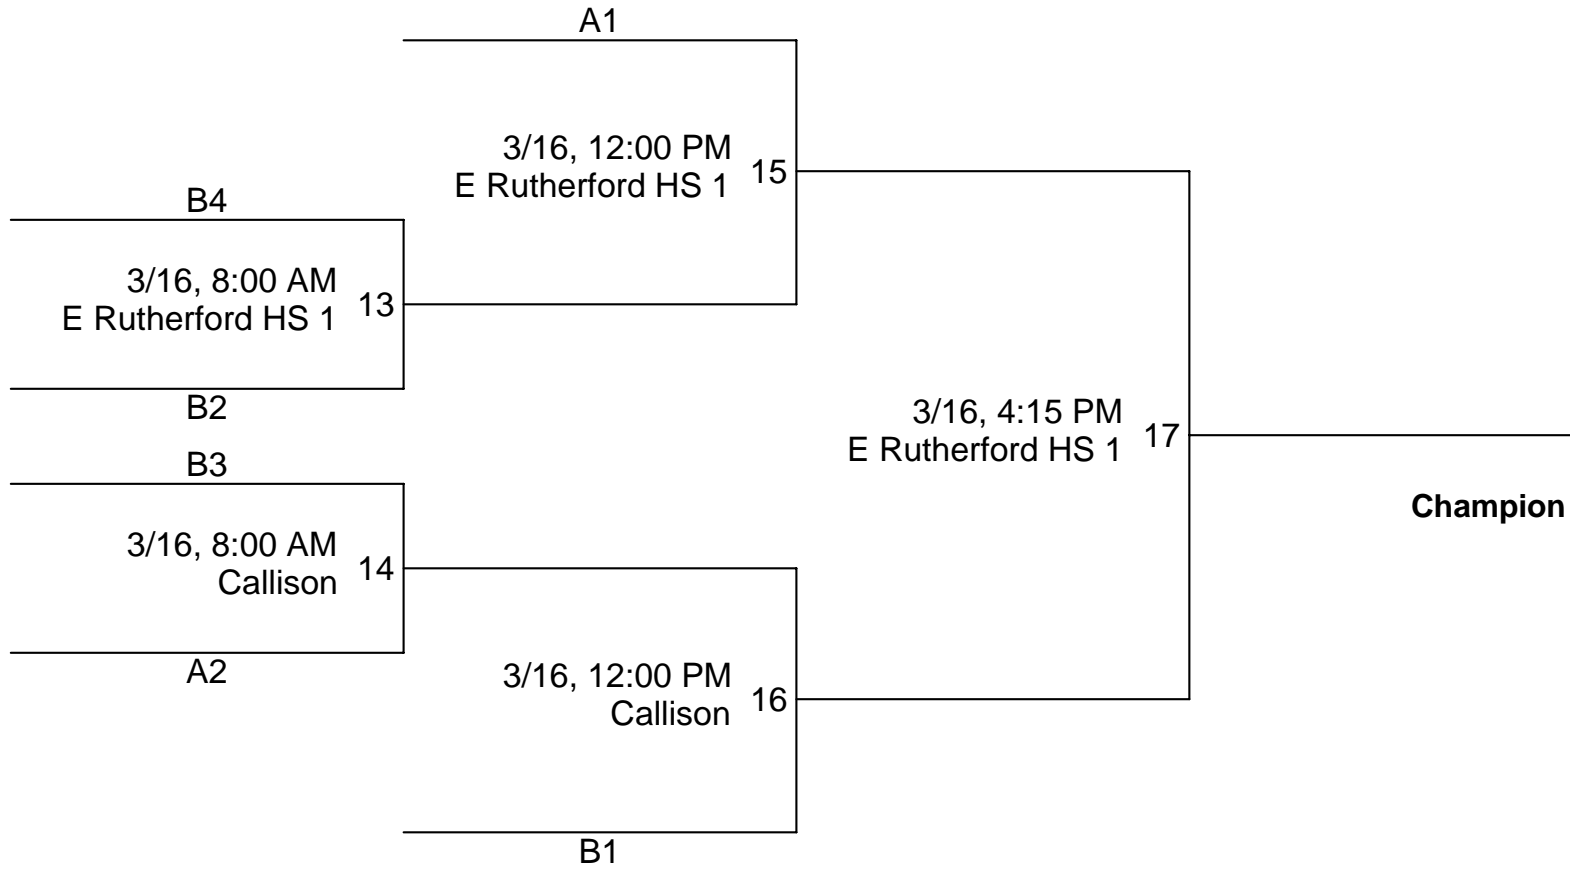 A1
3/16, 12:00 PM
E Rutherford HS 1
15
B4
3/16, 8:00 AM
E Rutherford HS 1
13
B2
3/16, 4:15 PM
E Rutherford HS 1
17
B3
Champion
3/16, 8:00 AM
Callison
14
A2
3/16, 12:00 PM
Callison
16
B1